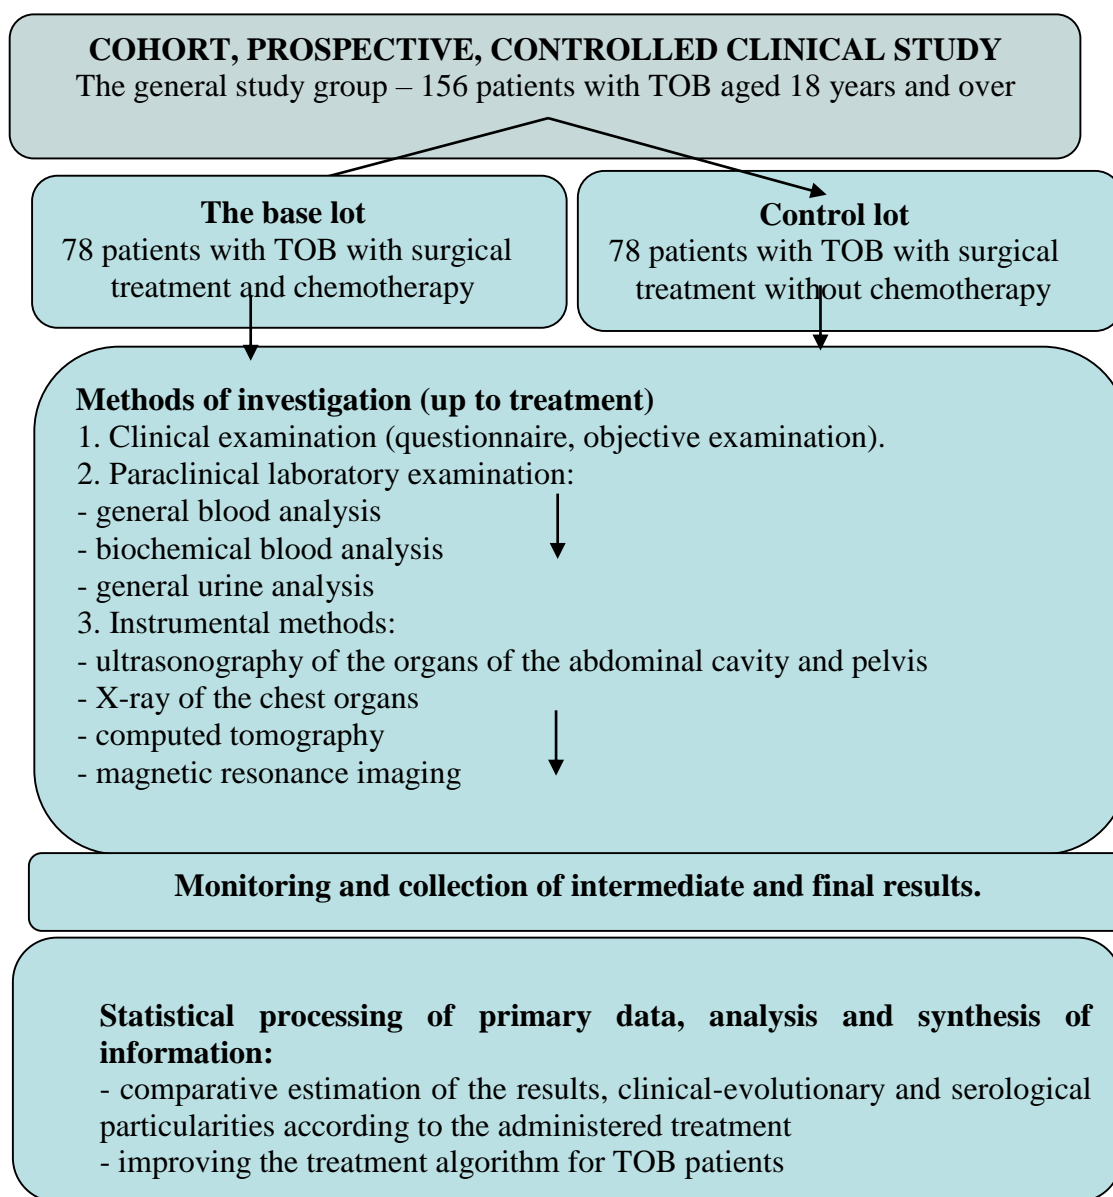 COHORT, PROSPECTIVE, CONTROLLED CLINICAL STUDY
The general study group – 156 patients with TOB aged 18 years and over
The base lot
78 patients with TOB with surgical
treatment and chemotherapy
Control lot
78 patients with TOB with surgical
treatment without chemotherapy
Methods of investigation (up to treatment)
1. Clinical examination (questionnaire, objective examination).
2. Paraclinical laboratory examination:
- general blood analysis
- biochemical blood analysis
- general urine analysis
3. Instrumental methods:
- ultrasonography of the organs of the abdominal cavity and pelvis
- X-ray of the chest organs
- computed tomography
- magnetic resonance imaging
Monitoring and collection of intermediate and final results.
Statistical processing of primary data, analysis and synthesis of
information:
- comparative estimation of the results, clinical-evolutionary and serological
particularities according to the administered treatment
- improving the treatment algorithm for TOB patients